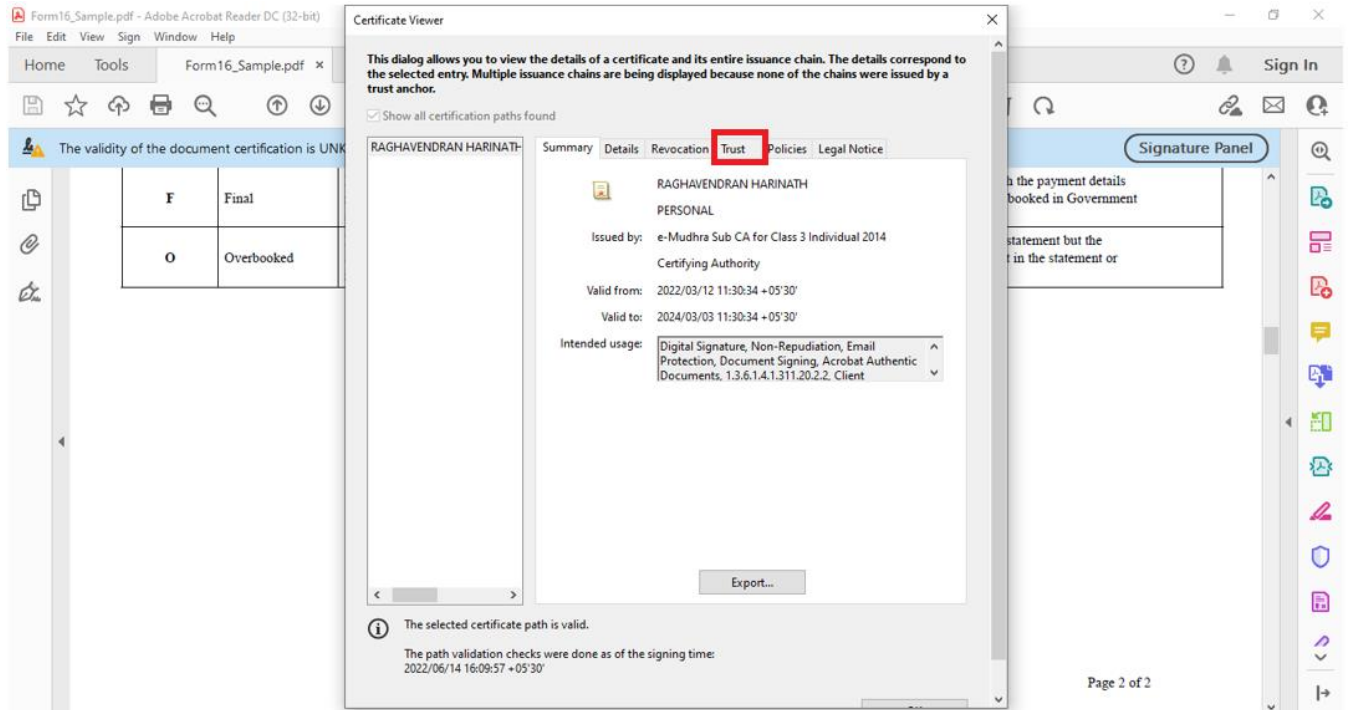 Form16_Sample.pdf - Adobe Acrobat Reader DC (32-bit)
File Edit View Sign Window Help
Home Tools Form16_Sample.pdf ×
Sign In
The validity of the document certification is UNK
Signature Panel
F Final
h the payment details
booked in Government
O Overbooked
statement but the
t in the statement or
Certificate Viewer
This dialog allows you to view the details of a certificate and its entire issuance chain. The details correspond to
the selected entry. Multiple issuance chains are being displayed because none of the chains were issued by a
trust anchor.
Show all certification paths found
RAGHAVENDRAN HARINATH
Summary Details Revocation Trust Policies Legal Notice
RAGHAVENDRAN HARINATH
PERSONAL
Issued by: e-Mudhra Sub CA for Class 3 Individual 2014
Certifying Authority
Valid from: 2022/03/12 11:30:34 +05'30'
Valid to: 2024/03/03 11:30:34 +05'30'
Intended usage: Digital Signature, Non-Repudiation, Email
Protection, Document Signing, Acrobat Authentic
Documents, 1.3.6.1.4.1.311.20.2.2, Client
Export...
The selected certificate path is valid.
The path validation checks were done as of the signing time:
2022/06/14 16:09:57 +05'30'
Page 2 of 2